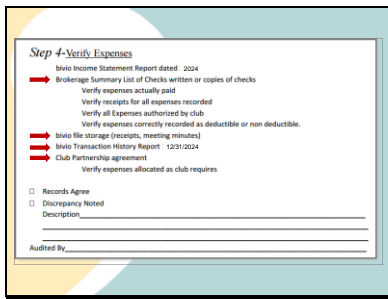 Step 4-Verify Expenses
bivio Income Statement Report dated 2024
Brokerage Summary List of Checks written or copies of checks
Verify expenses actually paid
Verify receipts for all expenses recorded
Verify all Expenses authorized by club
Verify expenses correctly recorded as deductible or non deductible.
bivio file storage (receipts, meeting minutes)
bivio Transaction History Report 12/31/2024
Club Partnership agreement
Verify expenses allocated as club requires
☐ Records Agree
☐ Discrepancy Noted
Description
Audited By